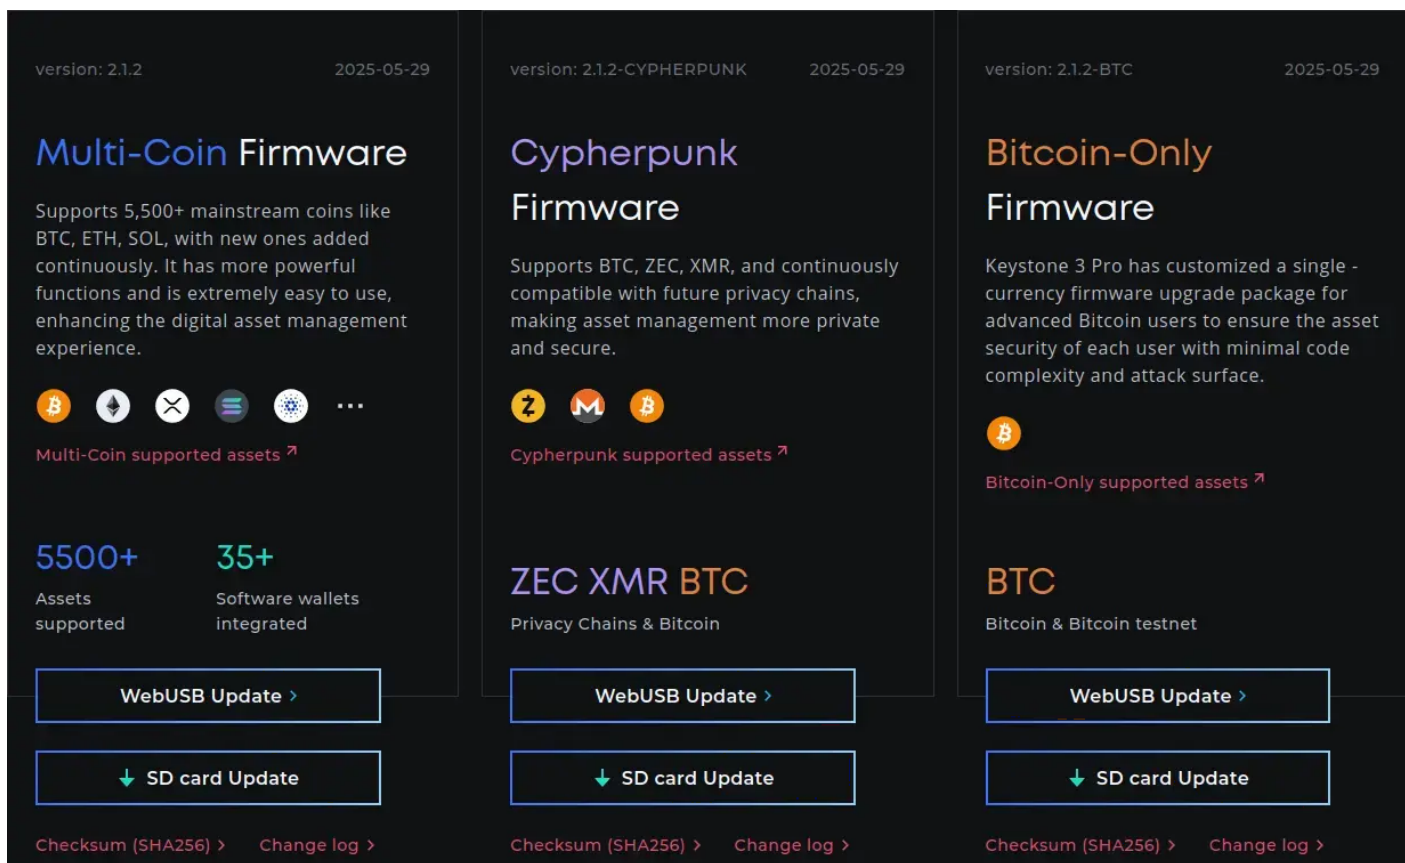 version: 2.1.2
2025-05-29
Multi-Coin Firmware
Supports 5,500+ mainstream coins like
BTC, ETH, SOL, with new ones added
continuously. It has more powerful
functions and is extremely easy to use,
enhancing the digital asset management
experience.
...
Multi-Coin supported assets
5500+
Assets
supported
35+
Software wallets
integrated
WebUSB Update >
SD card Update
Checksum (SHA256) >
Change log >
version: 2.1.2-CYPHERPUNK
2025-05-29
Cypherpunk
Firmware
Supports BTC, ZEC, XMR, and continuously
compatible with future privacy chains,
making asset management more private
and secure.
Cypherpunk supported assets
ZEC XMR BTC
Privacy Chains & Bitcoin
WebUSB Update >
SD card Update
Checksum (SHA256) >
Change log >
version: 2.1.2-BTC
2025-05-29
Bitcoin-Only
Firmware
Keystone 3 Pro has customized a single -
currency firmware upgrade package for
advanced Bitcoin users to ensure the asset
security of each user with minimal code
complexity and attack surface.
Bitcoin-Only supported assets
BTC
Bitcoin & Bitcoin testnet
WebUSB Update >
SD card Update
Checksum (SHA256) >
Change log >